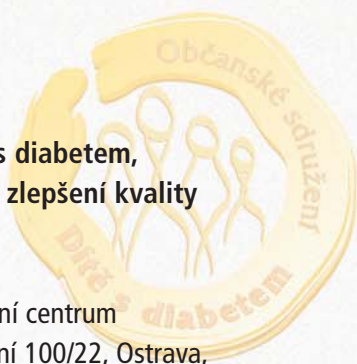 Občanské sdružení
s diabetem,
zlepšení kvality
Dítě s diabetem
ní centrum
ní 100/22, Ostrava,